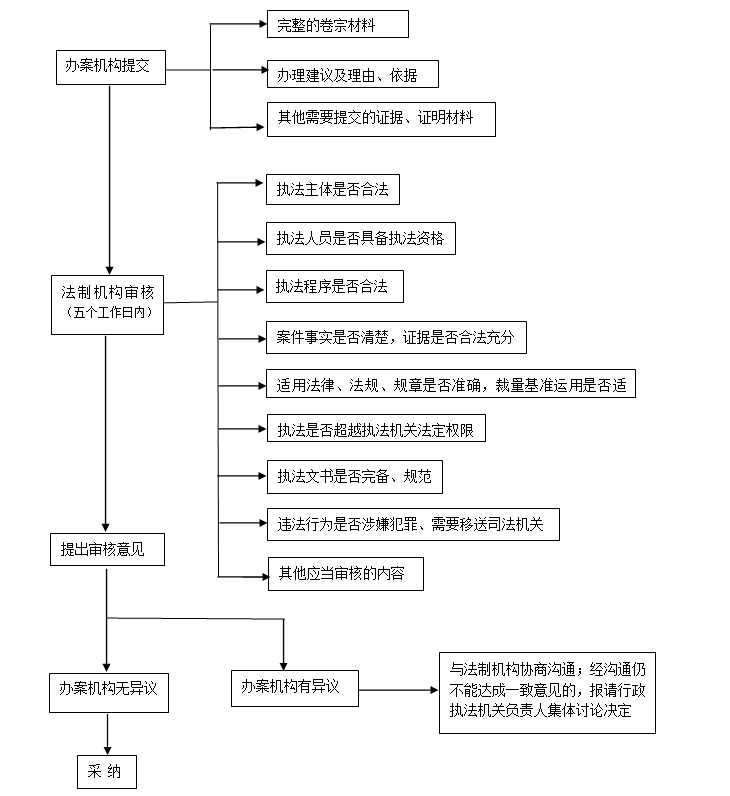 完整的卷宗材料
办案机构提交
办理建议及理由、依据
其他需要提交的证据、证明材料
执法主体是否合法
执法人员是否具备执法资格
法制机构审核
（五个工作日内）
执法程序是否合法
案件事实是否清楚，证据是否合法充分
适用法律、法规、规章是否准确，裁量基准运用是否适
执法是否超越执法机关法定权限
执法文书是否完备、规范
违法行为是否涉嫌犯罪、需要移送司法机关
其他应当审核的内容
提出审核意见
办案机构无异议
办案机构有异议
与法制机构协商沟通；经沟通仍
不能达成一致意见的，报请行政
执法机关负责人集体讨论决定
采 纳